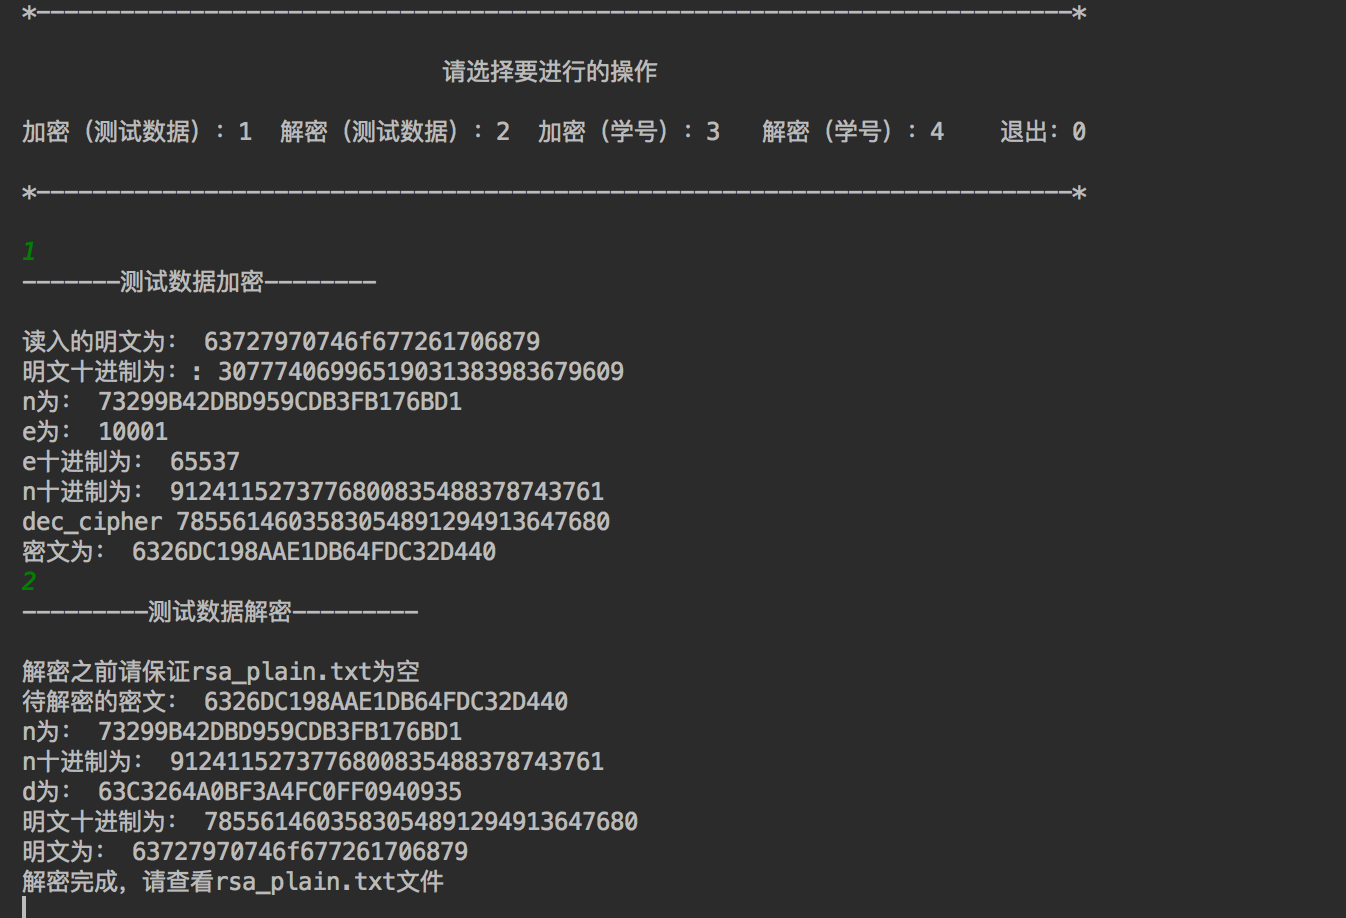 *--------------------------------------------------------------------------*
请选择要进行的操作
加密（测试数据）：1  解密（测试数据）：2  加密（学号）：3   解密（学号）：4    退出：0
*--------------------------------------------------------------------------*
1
-------测试数据加密--------
读入的明文为： 63727970746f677261706879
明文十进制为：: 30777406996519031383983679609
n为： 73299B42DBD959CDB3FB176BD1
e为： 10001
e十进制为： 65537
n十进制为： 9124115273776800835488378743761
dec_cipher 7855614603583054891294913647680
密文为： 6326DC198AAE1DB64FDC32D440
2
---------测试数据解密---------
解密之前请保证rsa_plain.txt为空
待解密的密文： 6326DC198AAE1DB64FDC32D440
n为： 73299B42DBD959CDB3FB176BD1
n十进制为： 9124115273776800835488378743761
d为： 63C3264A0BF3A4FC0FF0940935
明文十进制为： 7855614603583054891294913647680
明文为： 63727970746f677261706879
解密完成，请查看rsa_plain.txt文件